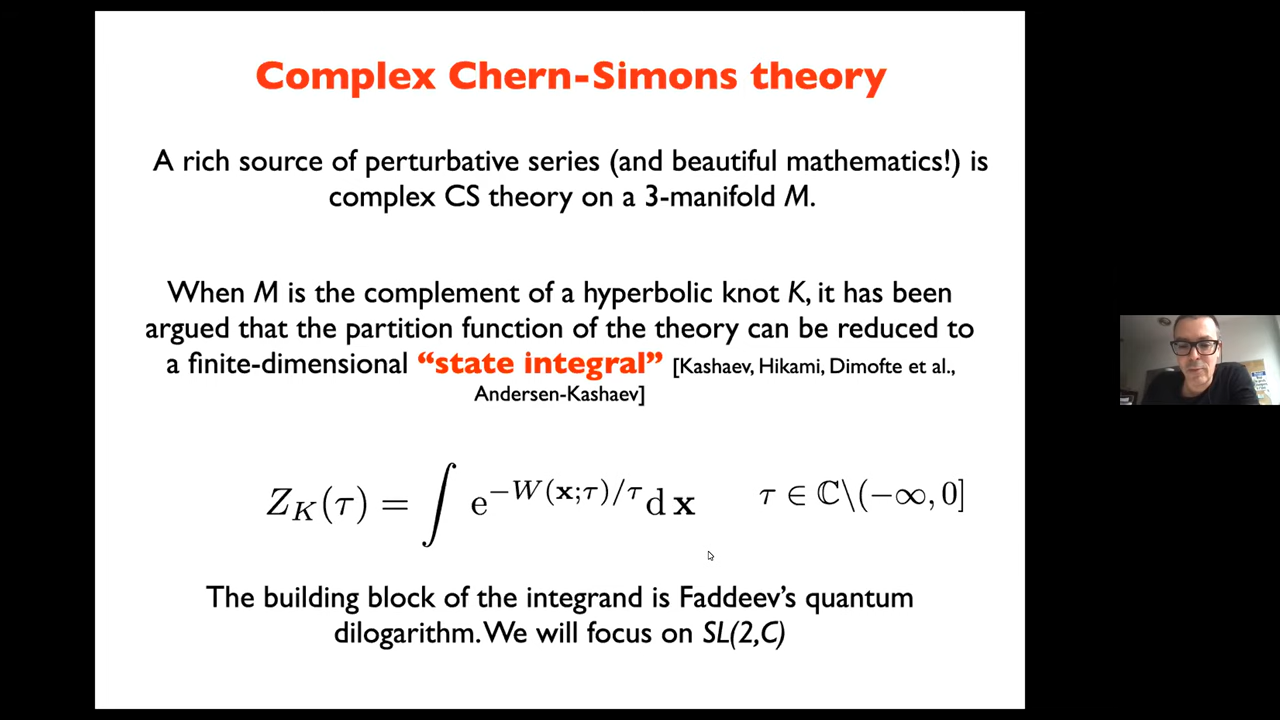 Complex Chern-Simons theory
A rich source of perturbative series (and beautiful mathematics!) is
complex CS theory on a 3-manifold M.
When M is the complement of a hyperbolic knot K, it has been
argued that the partition function of the theory can be reduced to
a finite-dimensional “state integral” [Kashaev, Hikami, Dimofte et al.,
Andersen-Kashaev]
Z_K(τ) = ∫ e^{-W(x;τ)/τ} d x τ ∈ ℂ\(−∞, 0]
The building block of the integrand is Faddeev’s quantum
dilogarithm. We will focus on SL(2,C)